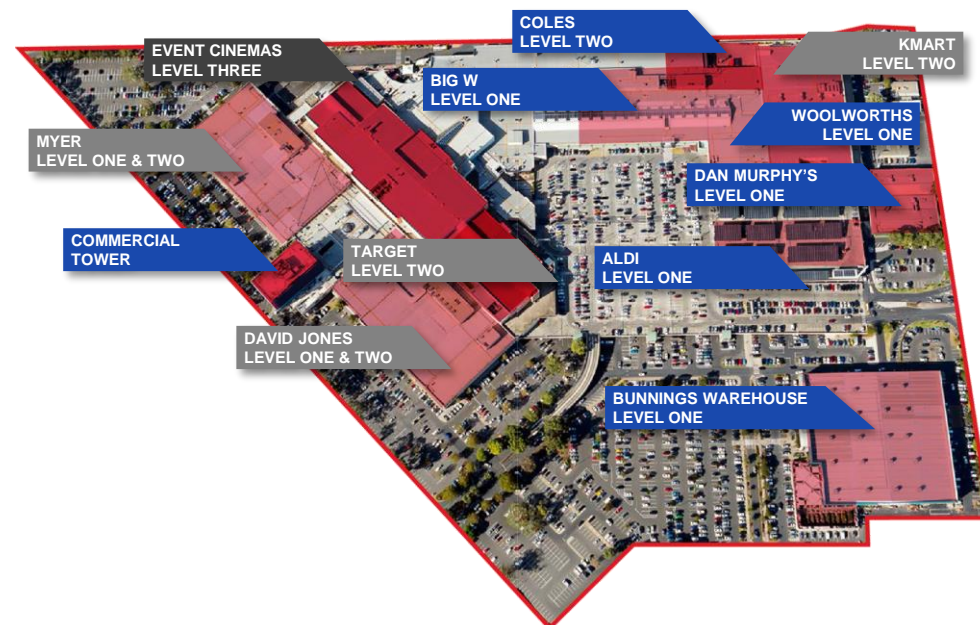 COLES
LEVEL TWO
EVENT CINEMAS
LEVEL THREE
KMART
LEVEL TWO
BIG W
LEVEL ONE
WOOLWORTHS
LEVEL ONE
MYER
LEVEL ONE & TWO
DAN MURPHY’S
LEVEL ONE
COMMERCIAL
TOWER
TARGET
LEVEL TWO
ALDI
LEVEL ONE
DAVID JONES
LEVEL ONE & TWO
BUNNINGS WAREHOUSE
LEVEL ONE